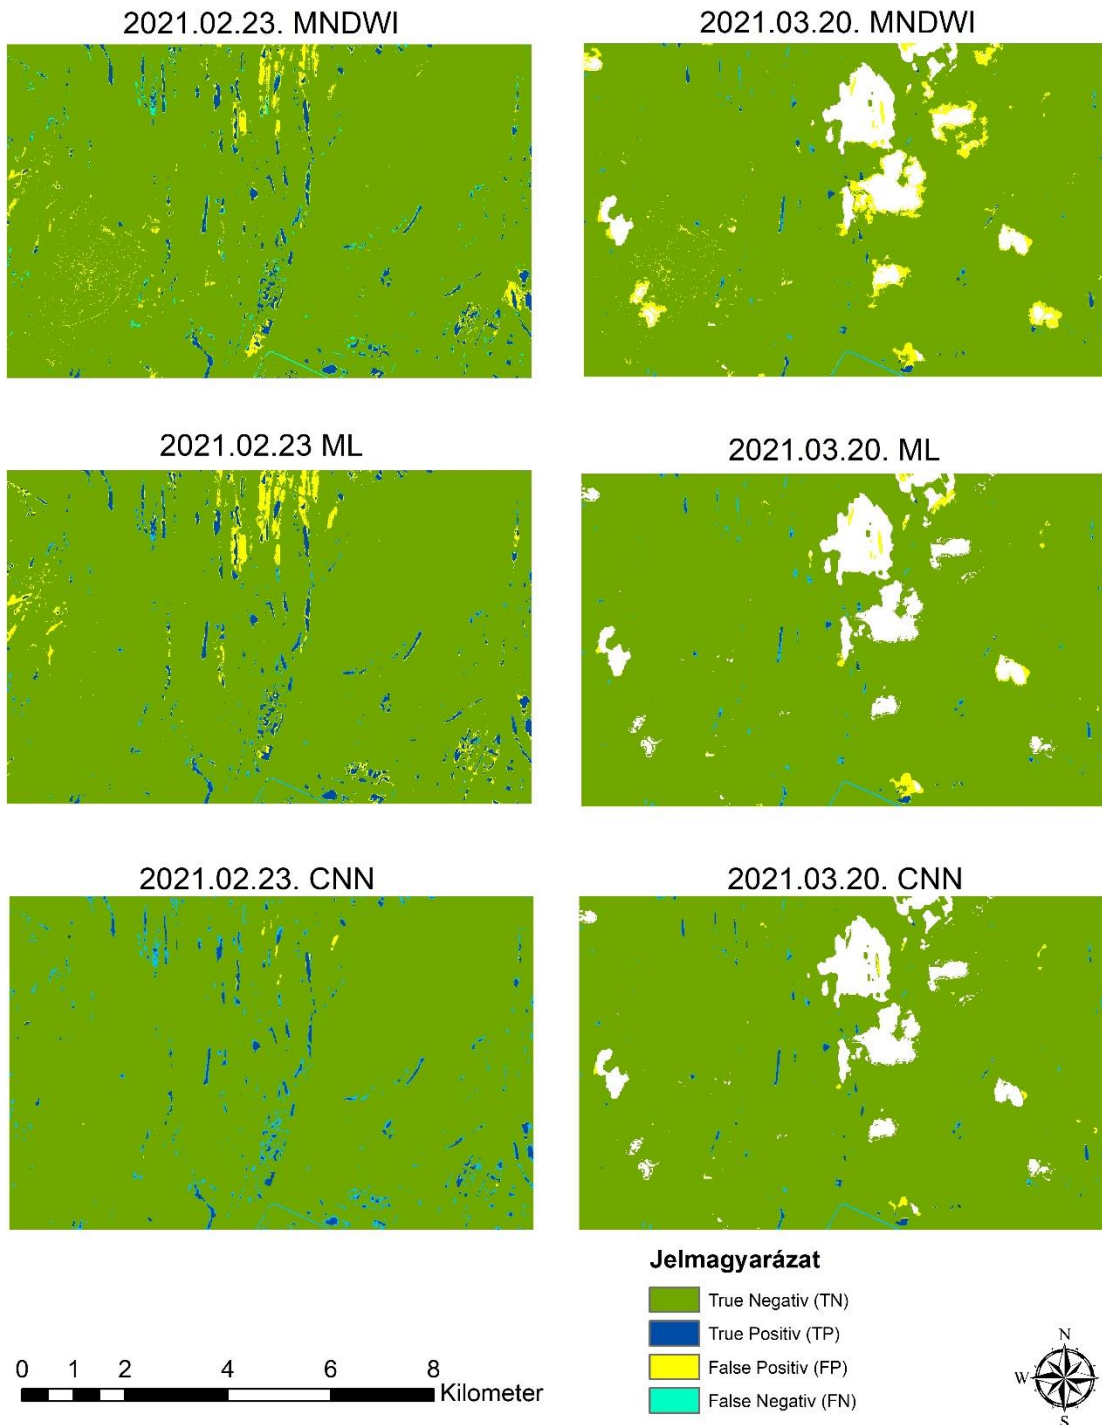 2021.02.23. MNDWI
2021.03.20. MNDWI
2021.02.23 ML
2021.03.20. ML
2021.02.23. CNN
2021.03.20. CNN
Jelmagyarázat
True Negativ (TN)
True Positiv (TP)
False Positiv (FP)
False Negativ (FN)
0 1 2 4 6 8
Kilometer
N
W E
S